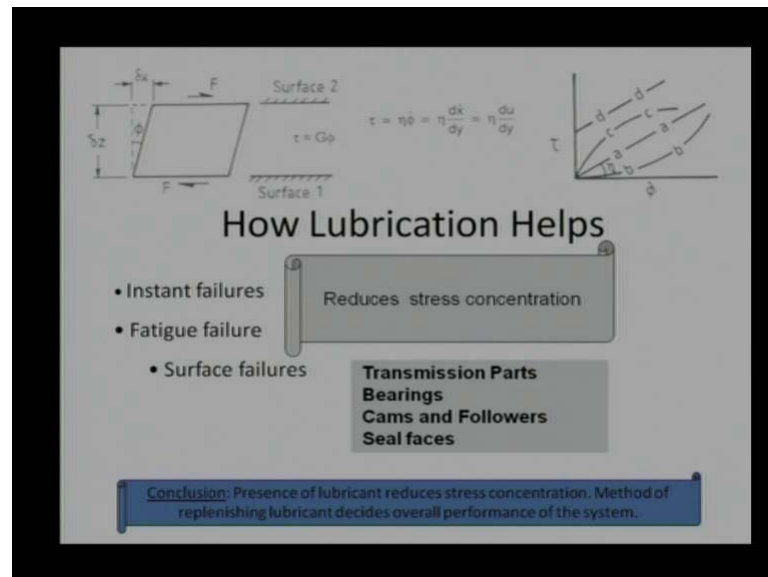 δx
F
Surface 2
δz
ϕ
τ = Gϕ
F
Surface 1
τ = ηϕ̇ = η dẋ/dy = η du/dy
τ
d d
c c
a a
η
b b
ϕ̇
How Lubrication Helps
• Instant failures
Reduces stress concentration
• Fatigue failure
• Surface failures
Transmission Parts
Bearings
Cams and Followers
Seal faces
Conclusion: Presence of lubricant reduces stress concentration. Method of
replenishing lubricant decides overall performance of the system.